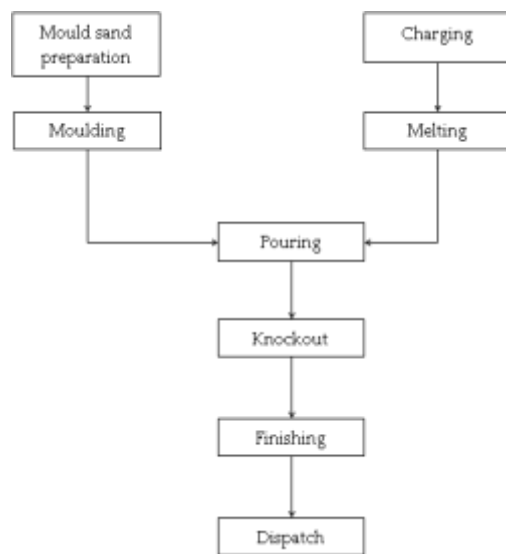 Mould sand
preparation
Charging
Moulding
Melting
Pouring
Knockout
Finishing
Dispatch